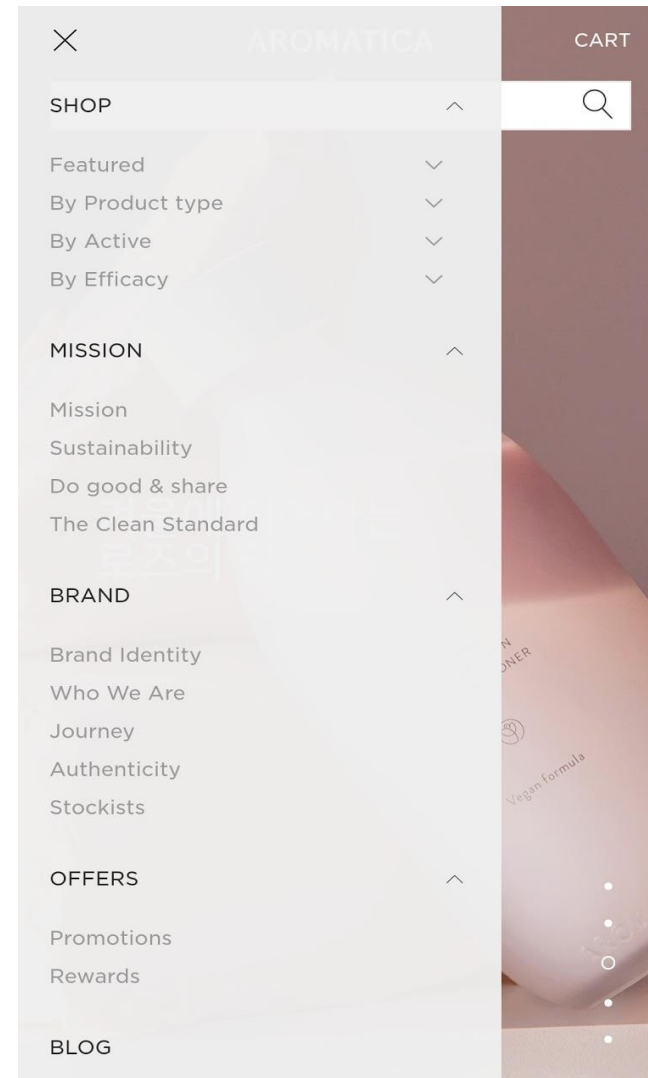 AROMATICA
CART
SHOP
Featured
By Product type
By Active
By Efficacy
MISSION
Mission
Sustainability
Do good & share
The Clean Standard
BRAND
Brand Identity
Who We Are
Journey
Authenticity
Stockists
OFFERS
Promotions
Rewards
BLOG
Vegan formula